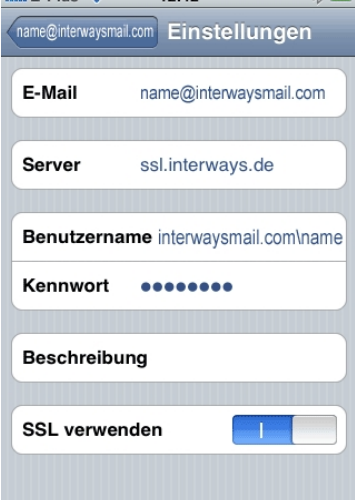 name@interwaysmail.com Einstellungen
E-Mail name@interwaysmail.com
Server ssl.interways.de
Benutzername interwaysmail.com\name
Kennwort ●●●●●●●●
Beschreibung
SSL verwenden